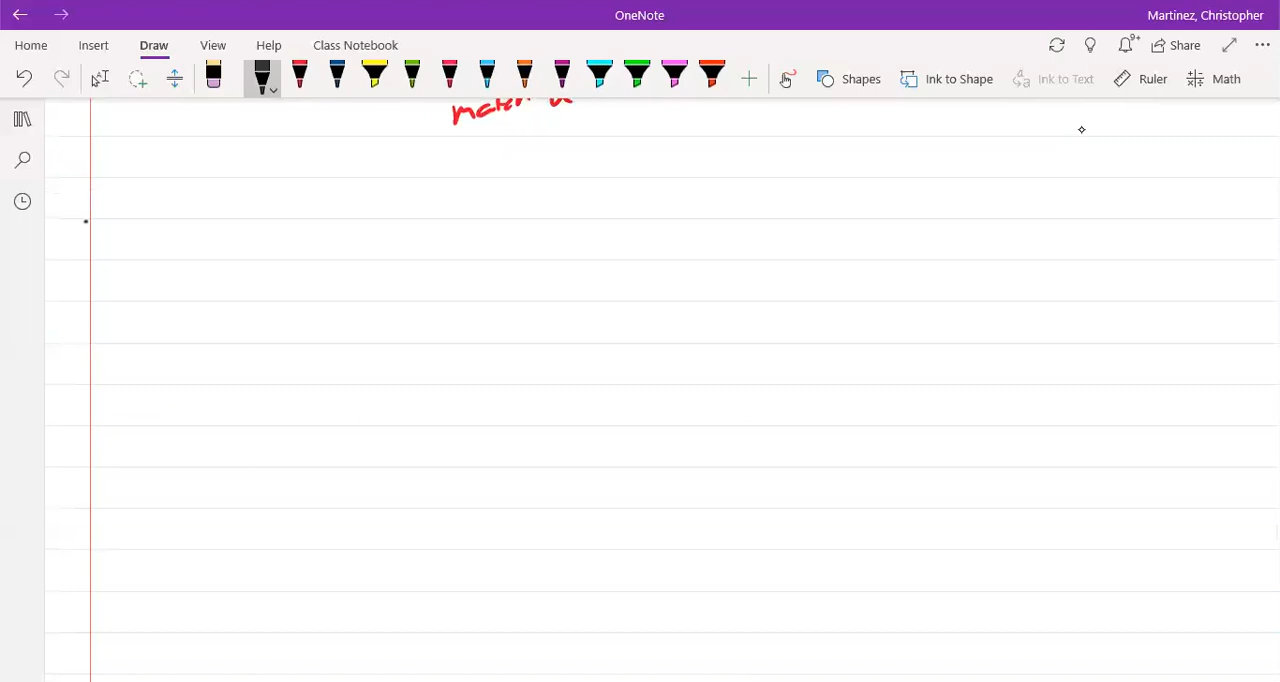 OneNote
Martínez, Christopher
Home Insert Draw View Help Class Notebook Share
Shapes Ink to Shape Ink to Text Ruler Math